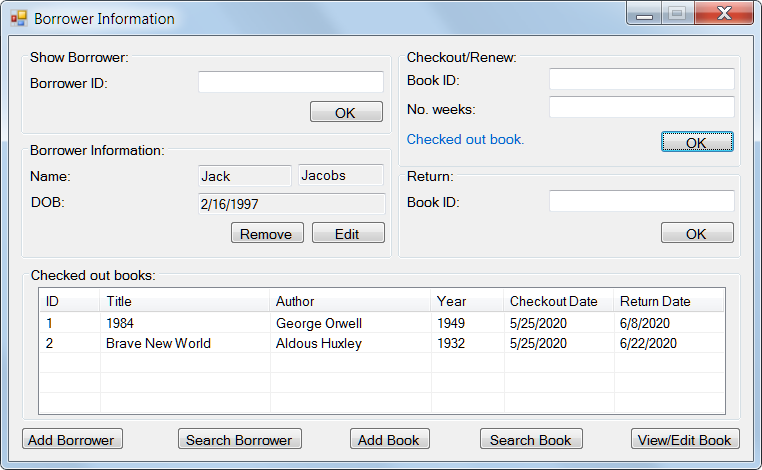 Borrower Information
Show Borrower:
Borrower ID:
OK
Borrower Information:
Name: Jack Jacobs
DOB: 2/16/1997
Remove Edit
Checkout/Renew:
Book ID:
No. weeks:
Checked out book. OK
Return:
Book ID:
OK
Checked out books:
ID Title Author Year Checkout Date Return Date
1 1984 George Orwell 1949 5/25/2020 6/8/2020
2 Brave New World Aldous Huxley 1932 5/25/2020 6/22/2020
Add Borrower Search Borrower Add Book Search Book View/Edit Book